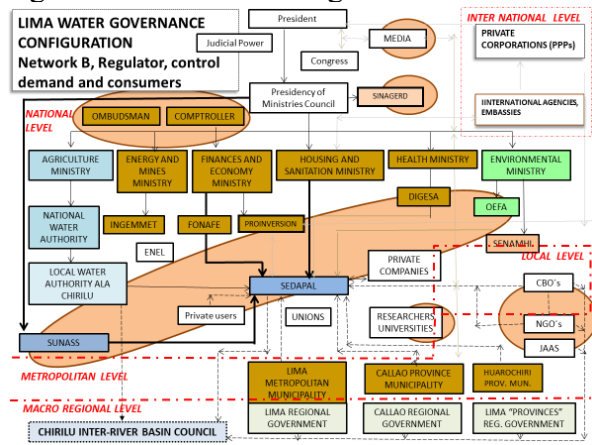 LIMA WATER GOVERNANCE
CONFIGURATION
Network B, Regulator, control
demand and consumers
President
Judicial Power
MEDIA
Congress
INTER NATIONAL LEVEL
PRIVATE
CORPORATIONS (PPPs)
IINTERNATIONAL AGENCIES,
EMBASSIES
Presidency of
Ministries Council
SINAGERD
NATIONAL
LEVEL
OMBUDSMAN
COMPTROLLER
AGRICULTURE
MINISTRY
ENERGY AND
MINES
MINISTRY
FINANCES AND
ECONOMY
MINISTRY
HOUSING AND
SANITATION MINISTRY
HEALTH MINISTRY
ENVIRONMENTAL
MINISTRY
DIGESA
OEFA
NATIONAL
WATER
AUTHORITY
INGEMMET
FONAFE
PROINVERSION
SENAMHI
ENEL
PRIVATE
COMPANIES
LOCAL LEVEL
LOCAL WATER
AUTHORITY ALA
CHIRILU
SEDAPAL
CBO´s
Private users
UNIONS
RESEARCHERS
UNIVERSITIES
NGO´s
SUNASS
JAAS
METROPOLITAN LEVEL
LIMA
METROPOLITAN
MUNICIPALITY
CALLAO PROVINCE
MUNICIPALITY
HUAROCHIRI
PROV. MUN.
MACRO REGIONAL LEVEL
CHIRILU INTER-RIVER BASIN COUNCIL
LIMA REGIONAL
GOVERNMENT
CALLAO REGIONAL
GOVERNMENT
LIMA “PROVINCES”
REG. GOVERNMENT